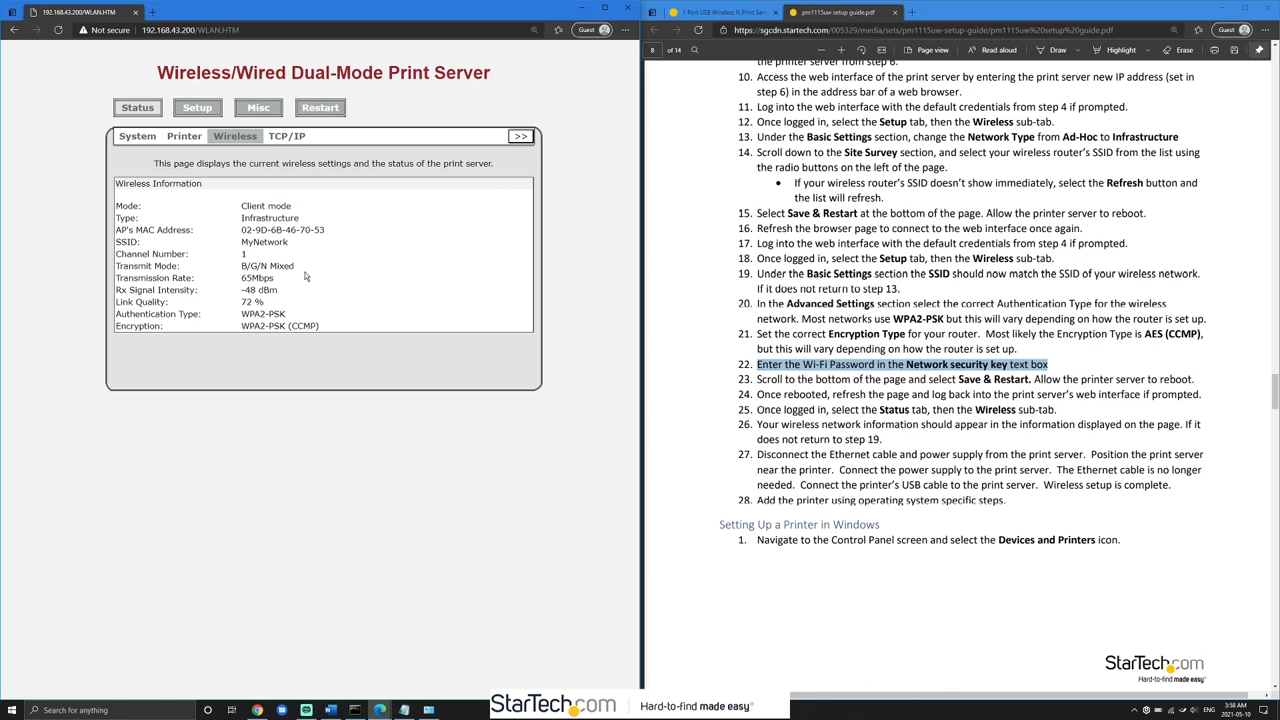 192.168.43.200/WLAN.HTM
Not secure
192.168.43.200/WLAN.HTM
Guest
Wireless/Wired Dual-Mode Print Server
Status
Setup
Misc
Restart
System
Printer
Wireless
TCP/IP
>>
This page displays the current wireless settings and the status of the print server.
Wireless Information
Mode: Client mode
Type: Infrastructure
AP's MAC Address: 02-9D-6B-46-70-53
SSID: MyNetwork
Channel Number: 1
Transmit Mode: B/G/N Mixed
Transmission Rate: 65Mbps
Rx Signal Intensity: -48 dBm
Link Quality: 72 %
Authentication Type: WPA2-PSK
Encryption: WPA2-PSK (CCMP)
1 Port USB Wireless N Print Serv
pm1115uw setup guide.pdf
https://sgcdn.startech.com/005329/media/sets/pm1115uw-setup-guide/pm1115uw%20setup%20guide.pdf
Guest
8 of 14
Page view
Read aloud
Draw
Highlight
Erase
the printer server from step 6.
10. Access the web interface of the print server by entering the print server new IP address (set in
step 6) in the address bar of a web browser.
11. Log into the web interface with the default credentials from step 4 if prompted.
12. Once logged in, select the Setup tab, then the Wireless sub-tab.
13. Under the Basic Settings section, change the Network Type from Ad-Hoc to Infrastructure
14. Scroll down to the Site Survey section, and select your wireless router's SSID from the list using
the radio buttons on the left of the page.
• If your wireless router's SSID doesn't show immediately, select the Refresh button and
the list will refresh.
15. Select Save & Restart at the bottom of the page. Allow the printer server to reboot.
16. Refresh the browser page to connect to the web interface once again.
17. Log into the web interface with the default credentials from step 4 if prompted.
18. Once logged in, select the Setup tab, then the Wireless sub-tab.
19. Under the Basic Settings section the SSID should now match the SSID of your wireless network.
If it does not return to step 13.
20. In the Advanced Settings section select the correct Authentication Type for the wireless
network. Most networks use WPA2-PSK but this will vary depending on how the router is set up.
21. Set the correct Encryption Type for your router. Most likely the Encryption Type is AES (CCMP),
but this will vary depending on how the router is set up.
22. Enter the Wi-Fi Password in the Network security key text box
23. Scroll to the bottom of the page and select Save & Restart. Allow the printer server to reboot.
24. Once rebooted, refresh the page and log back into the print server's web interface if prompted.
25. Once logged in, select the Status tab, then the Wireless sub-tab.
26. Your wireless network information should appear in the information displayed on the page. If it
does not return to step 19.
27. Disconnect the Ethernet cable and power supply from the print server. Position the print server
near the printer. Connect the power supply to the print server. The Ethernet cable is no longer
needed. Connect the printer's USB cable to the print server. Wireless setup is complete.
28. Add the printer using operating system specific steps.
Setting Up a Printer in Windows
1. Navigate to the Control Panel screen and select the Devices and Printers icon.
StarTech.com
Hard-to-find made easy®
Search for anything
StarTech.com
Hard-to-find made easy®
3:58 AM
2021-05-10